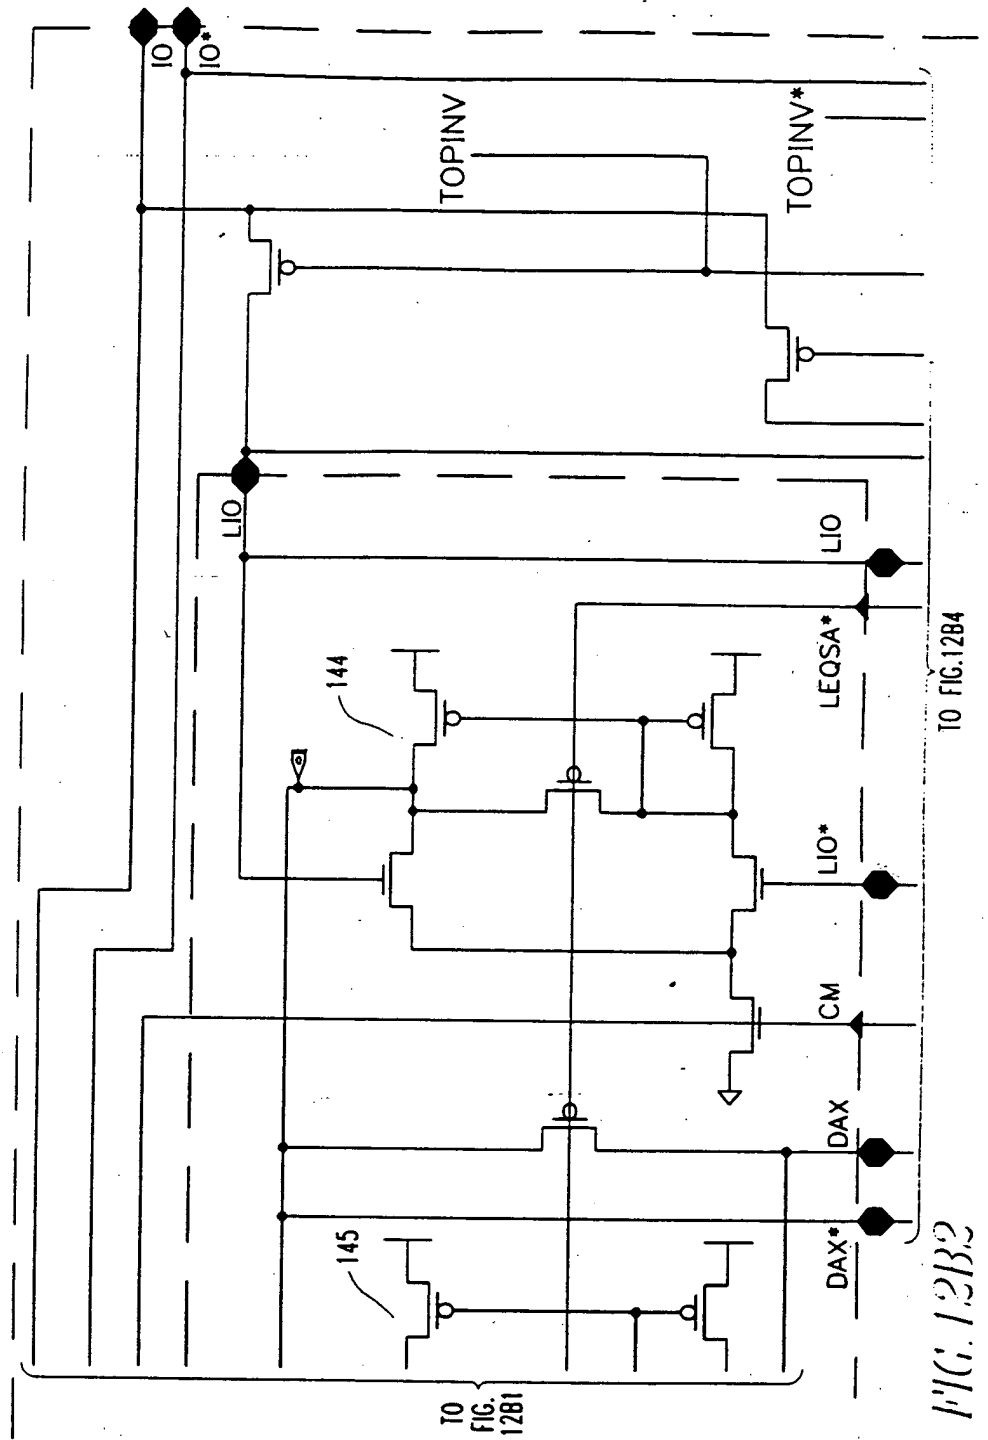 IO
IO*
TOPINV
TOPINV*
LIO
LIO
LEQSA*
144
LIO*
CM
DAX
DAX*
145
TO FIG.12B4
TO
FIG.
12B1
FIG. 12B2